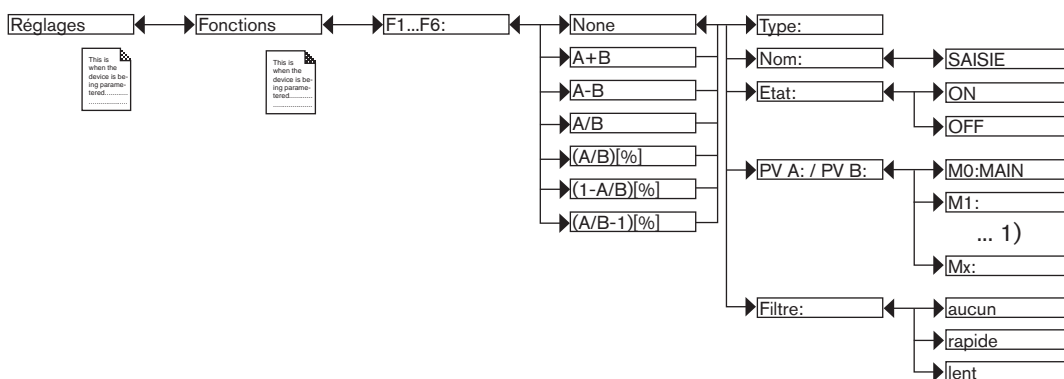 Réglages
Fonctions
F1...F6:
None
Type:
A+B
Nom:
SAISIE
A-B
Etat:
ON
A/B
OFF
(A/B)[%]
PV A: / PV B:
M0:MAIN
(1-A/B)[%]
M1:
(A/B-1)[%]
... 1)
Mx:
Filtre:
aucun
rapide
lent
This is
when the
device is be-
ing parame-
tered...........
.....................
This is
when the
device is be-
ing parame-
tered...........
.....................